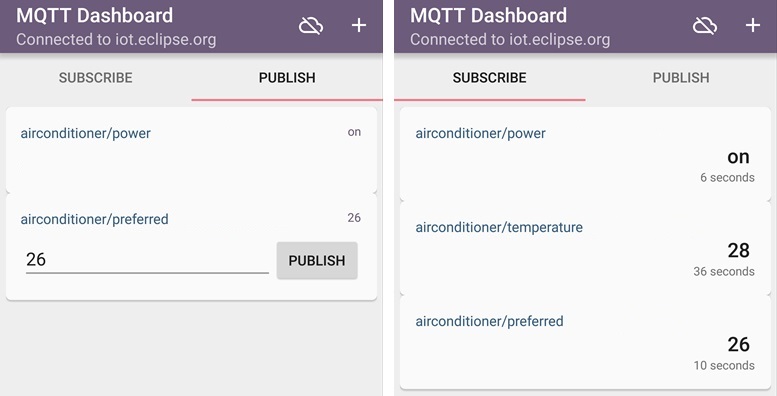 MQTT Dashboard
Connected to iot.eclipse.org
SUBSCRIBE
PUBLISH
airconditioner/power
on
airconditioner/preferred
26
26
PUBLISH
MQTT Dashboard
Connected to iot.eclipse.org
SUBSCRIBE
PUBLISH
airconditioner/power
on
6 seconds
airconditioner/temperature
28
36 seconds
airconditioner/preferred
26
10 seconds